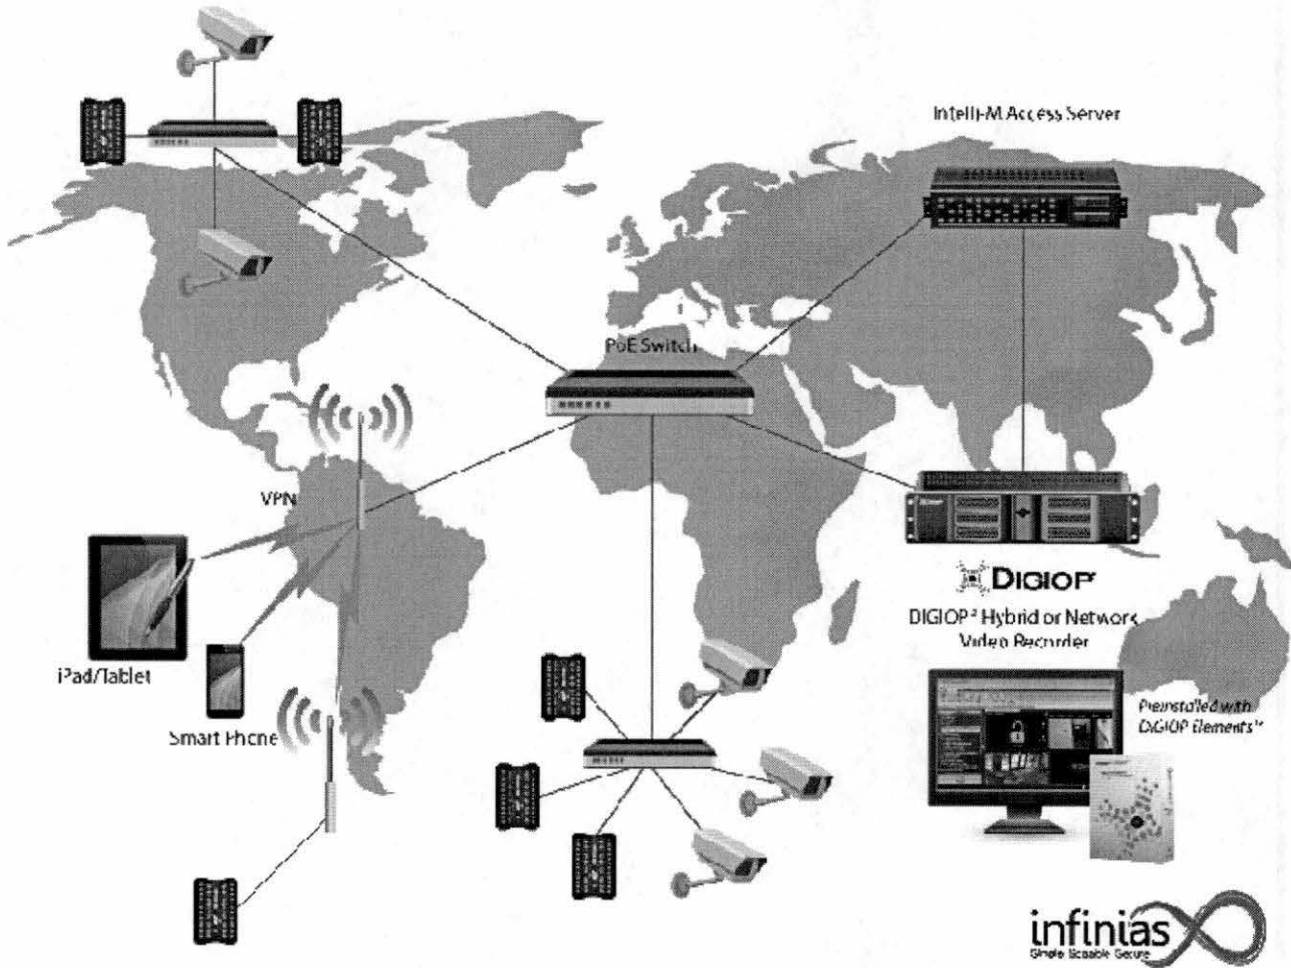 Intelli-M Access Server
PoE Switch
VPN
iPad/Tablet
Smart Phone
DIGIOP
DIGIOP® Hybrid or Network
Video Recorder
Preinstalled with
DIGIOP Elements™
infinias
Simple Scalable Secure